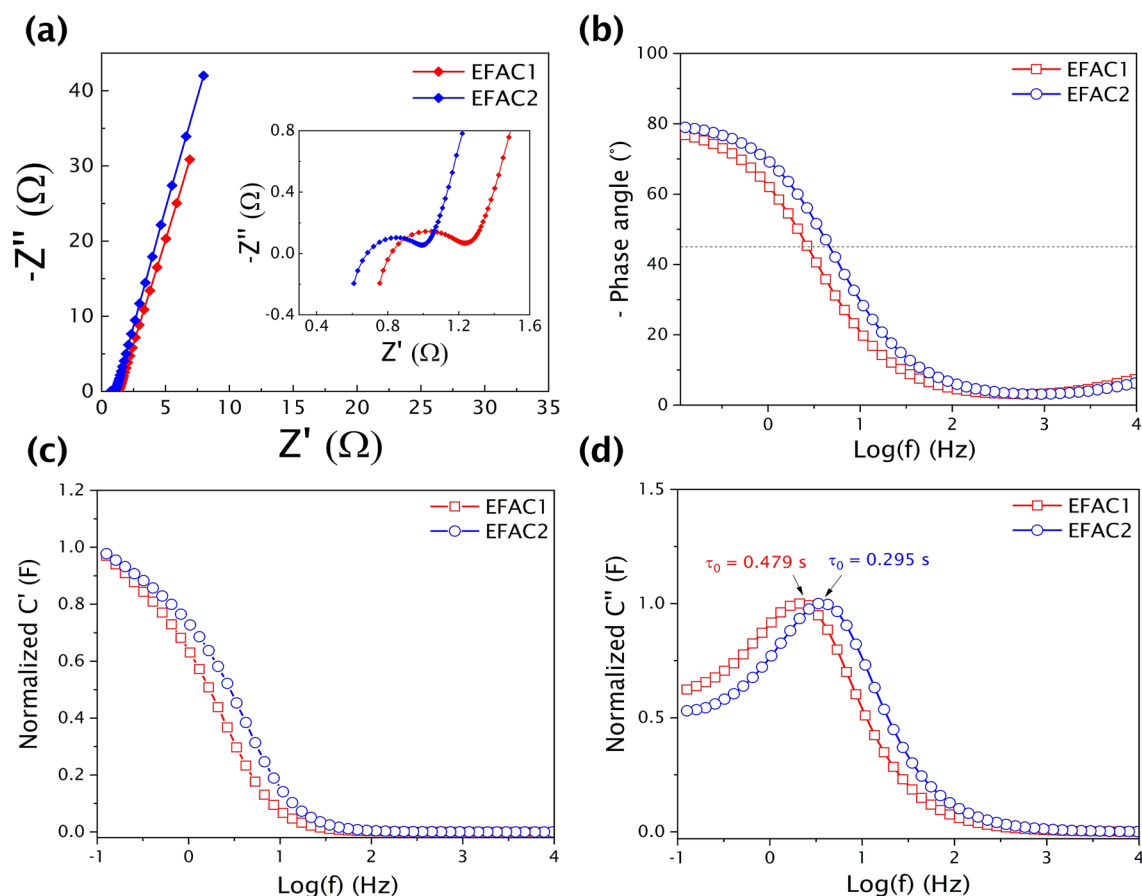 (a)
EFAC1
EFAC2
-Z″ (Ω)
40
30
20
10
0
0 5 10 15 20 25 30 35
Z' (Ω)
0.8
0.4
0.0
-0.4
0.4 0.8 1.2 1.6
-Z″ (Ω)
Z' (Ω)
(b)
EFAC1
EFAC2
- Phase angle (°)
100
80
60
40
20
0
0 1 2 3 4
Log(f) (Hz)
(c)
EFAC1
EFAC2
Normalized C' (F)
1.2
1.0
0.8
0.6
0.4
0.2
0.0
-1 0 1 2 3 4
Log(f) (Hz)
(d)
EFAC1
EFAC2
τ₀ = 0.479 s
τ₀ = 0.295 s
Normalized C″ (F)
1.5
1.0
0.5
0.0
-1 0 1 2 3 4
Log(f) (Hz)